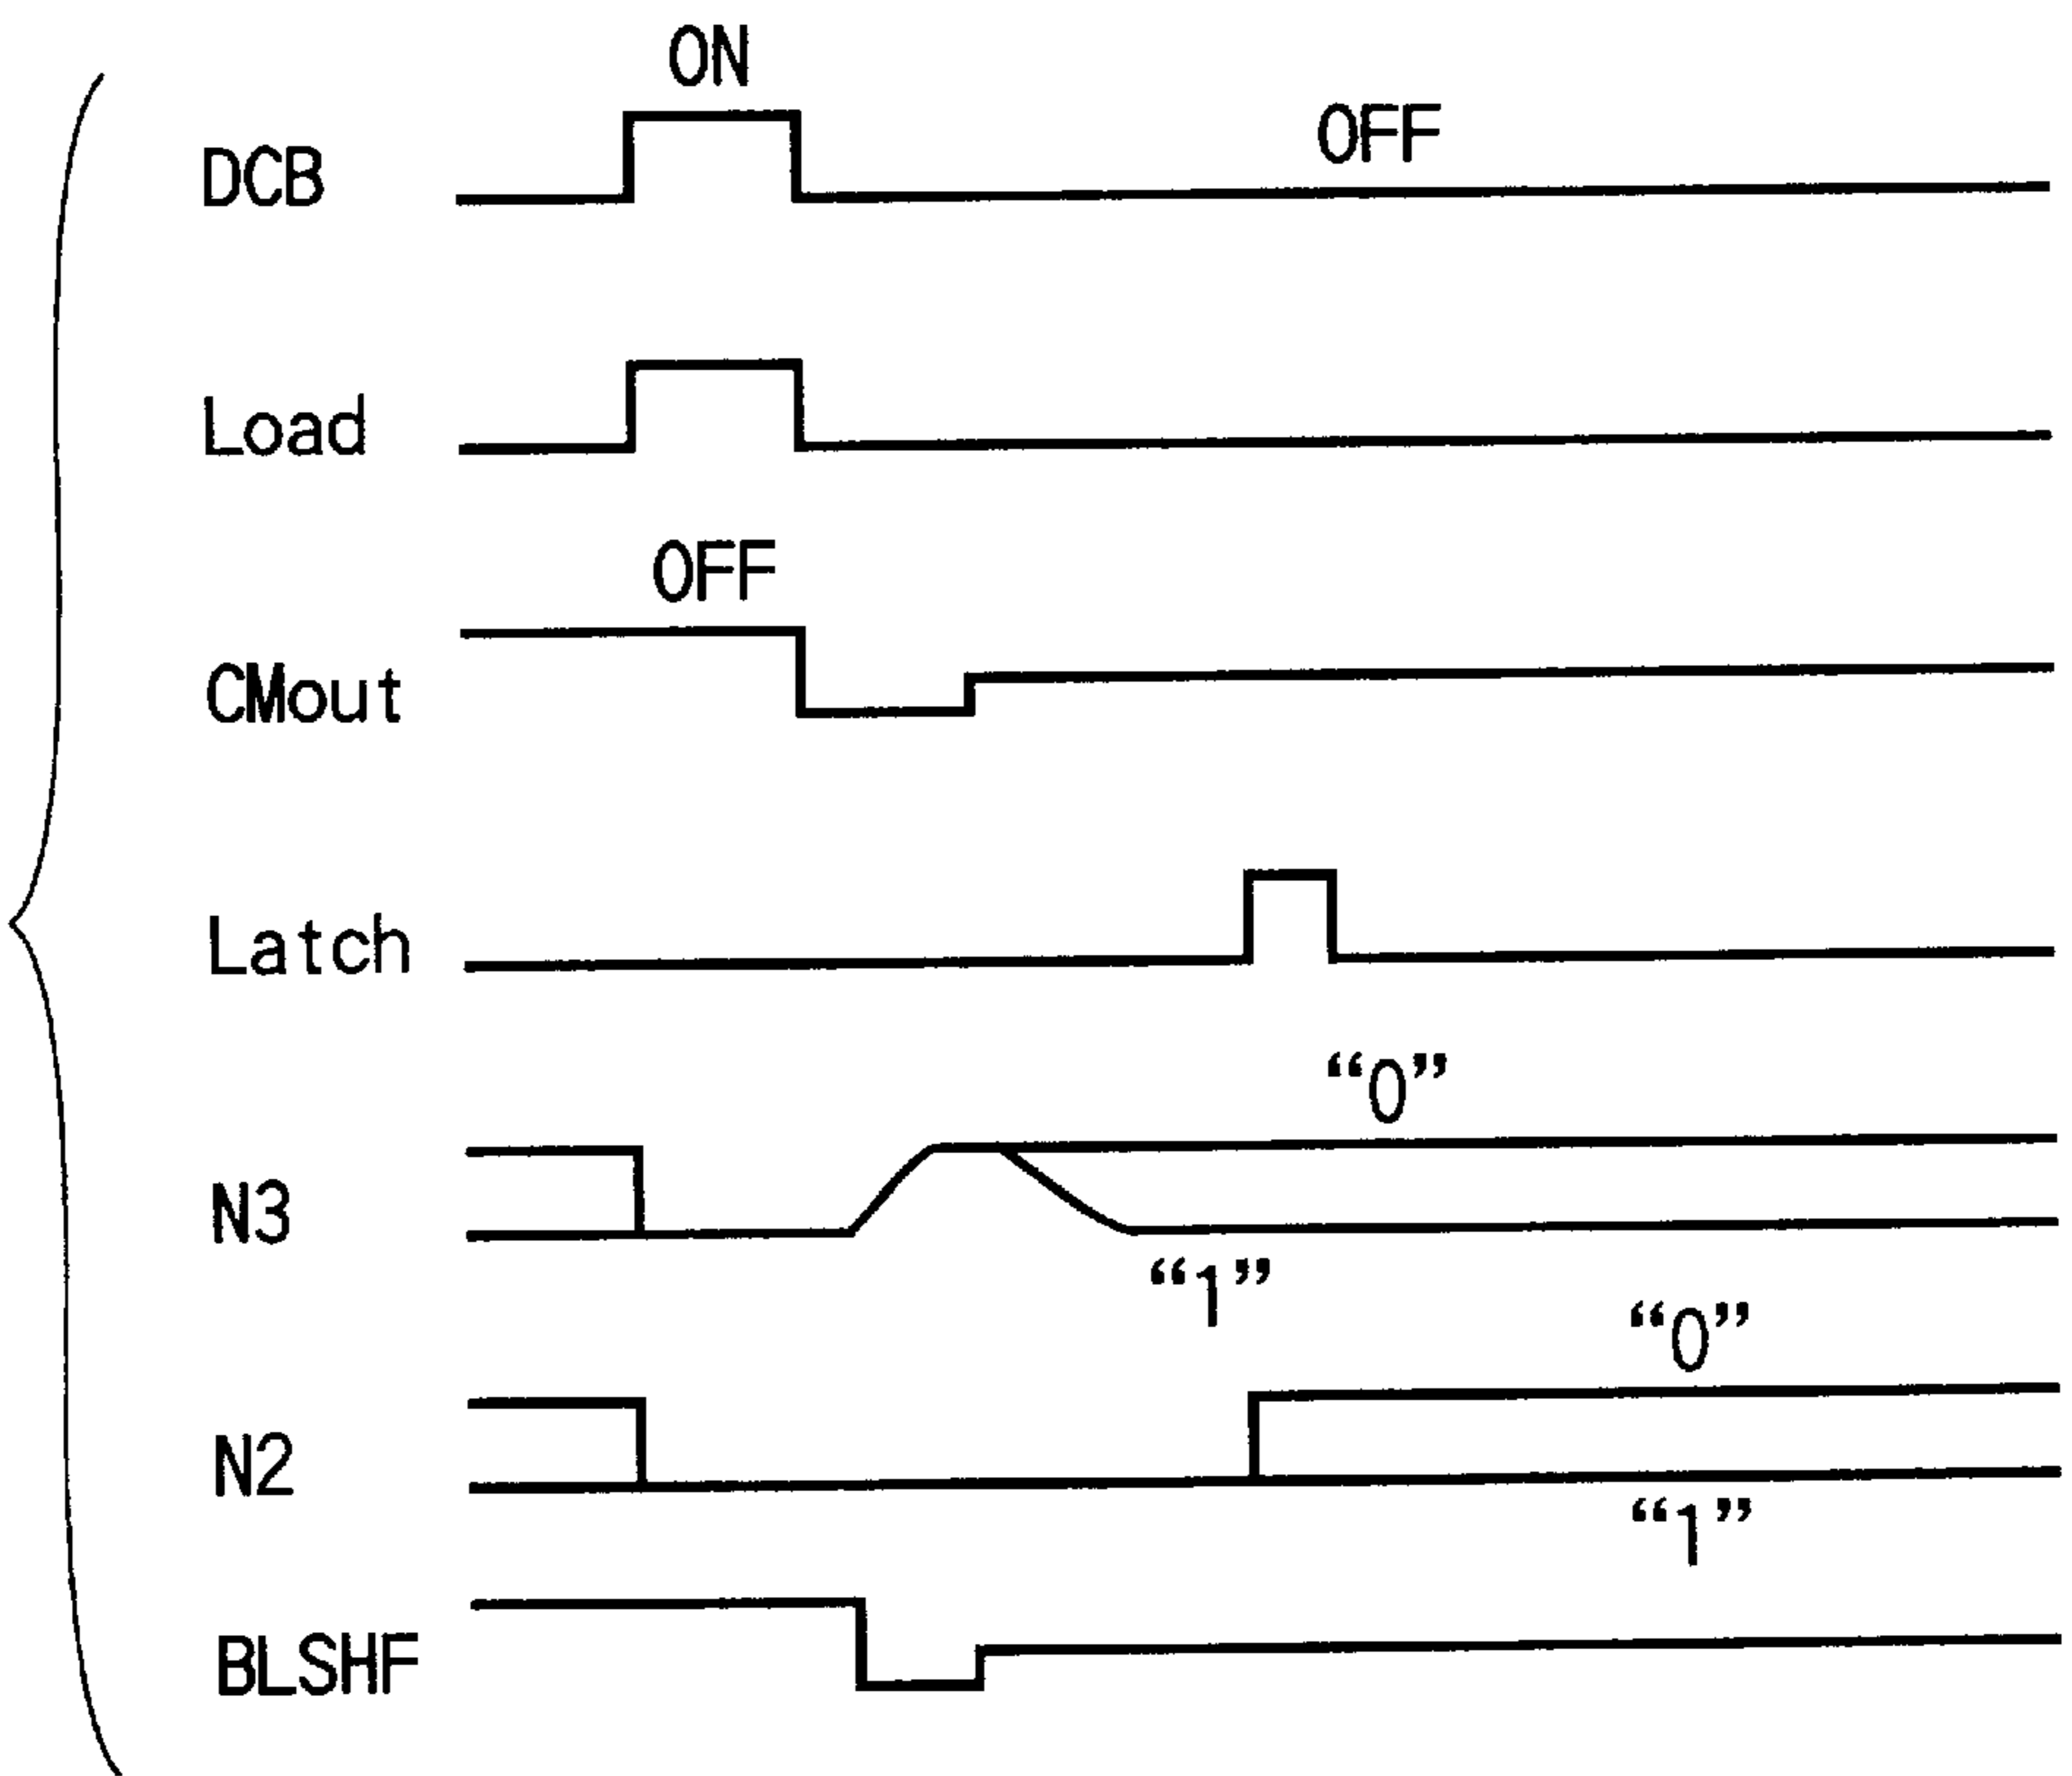 ON
OFF
DCB
Load
OFF
CMout
Latch
“0”
N3
“1”
“0”
N2
“1”
BLSHF